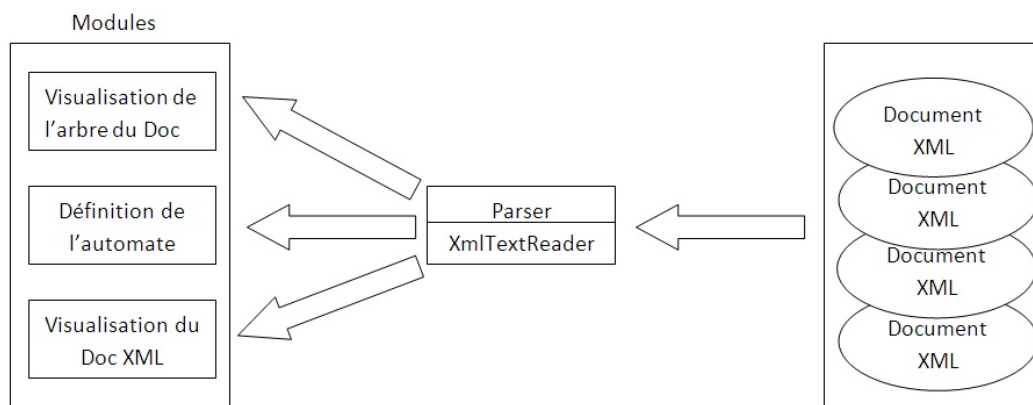 Modules
Visualisation de
l’arbre du Doc
Définition de
l’automate
Visualisation du
Doc XML
Parser
XmlTextReader
Document
XML
Document
XML
Document
XML
Document
XML